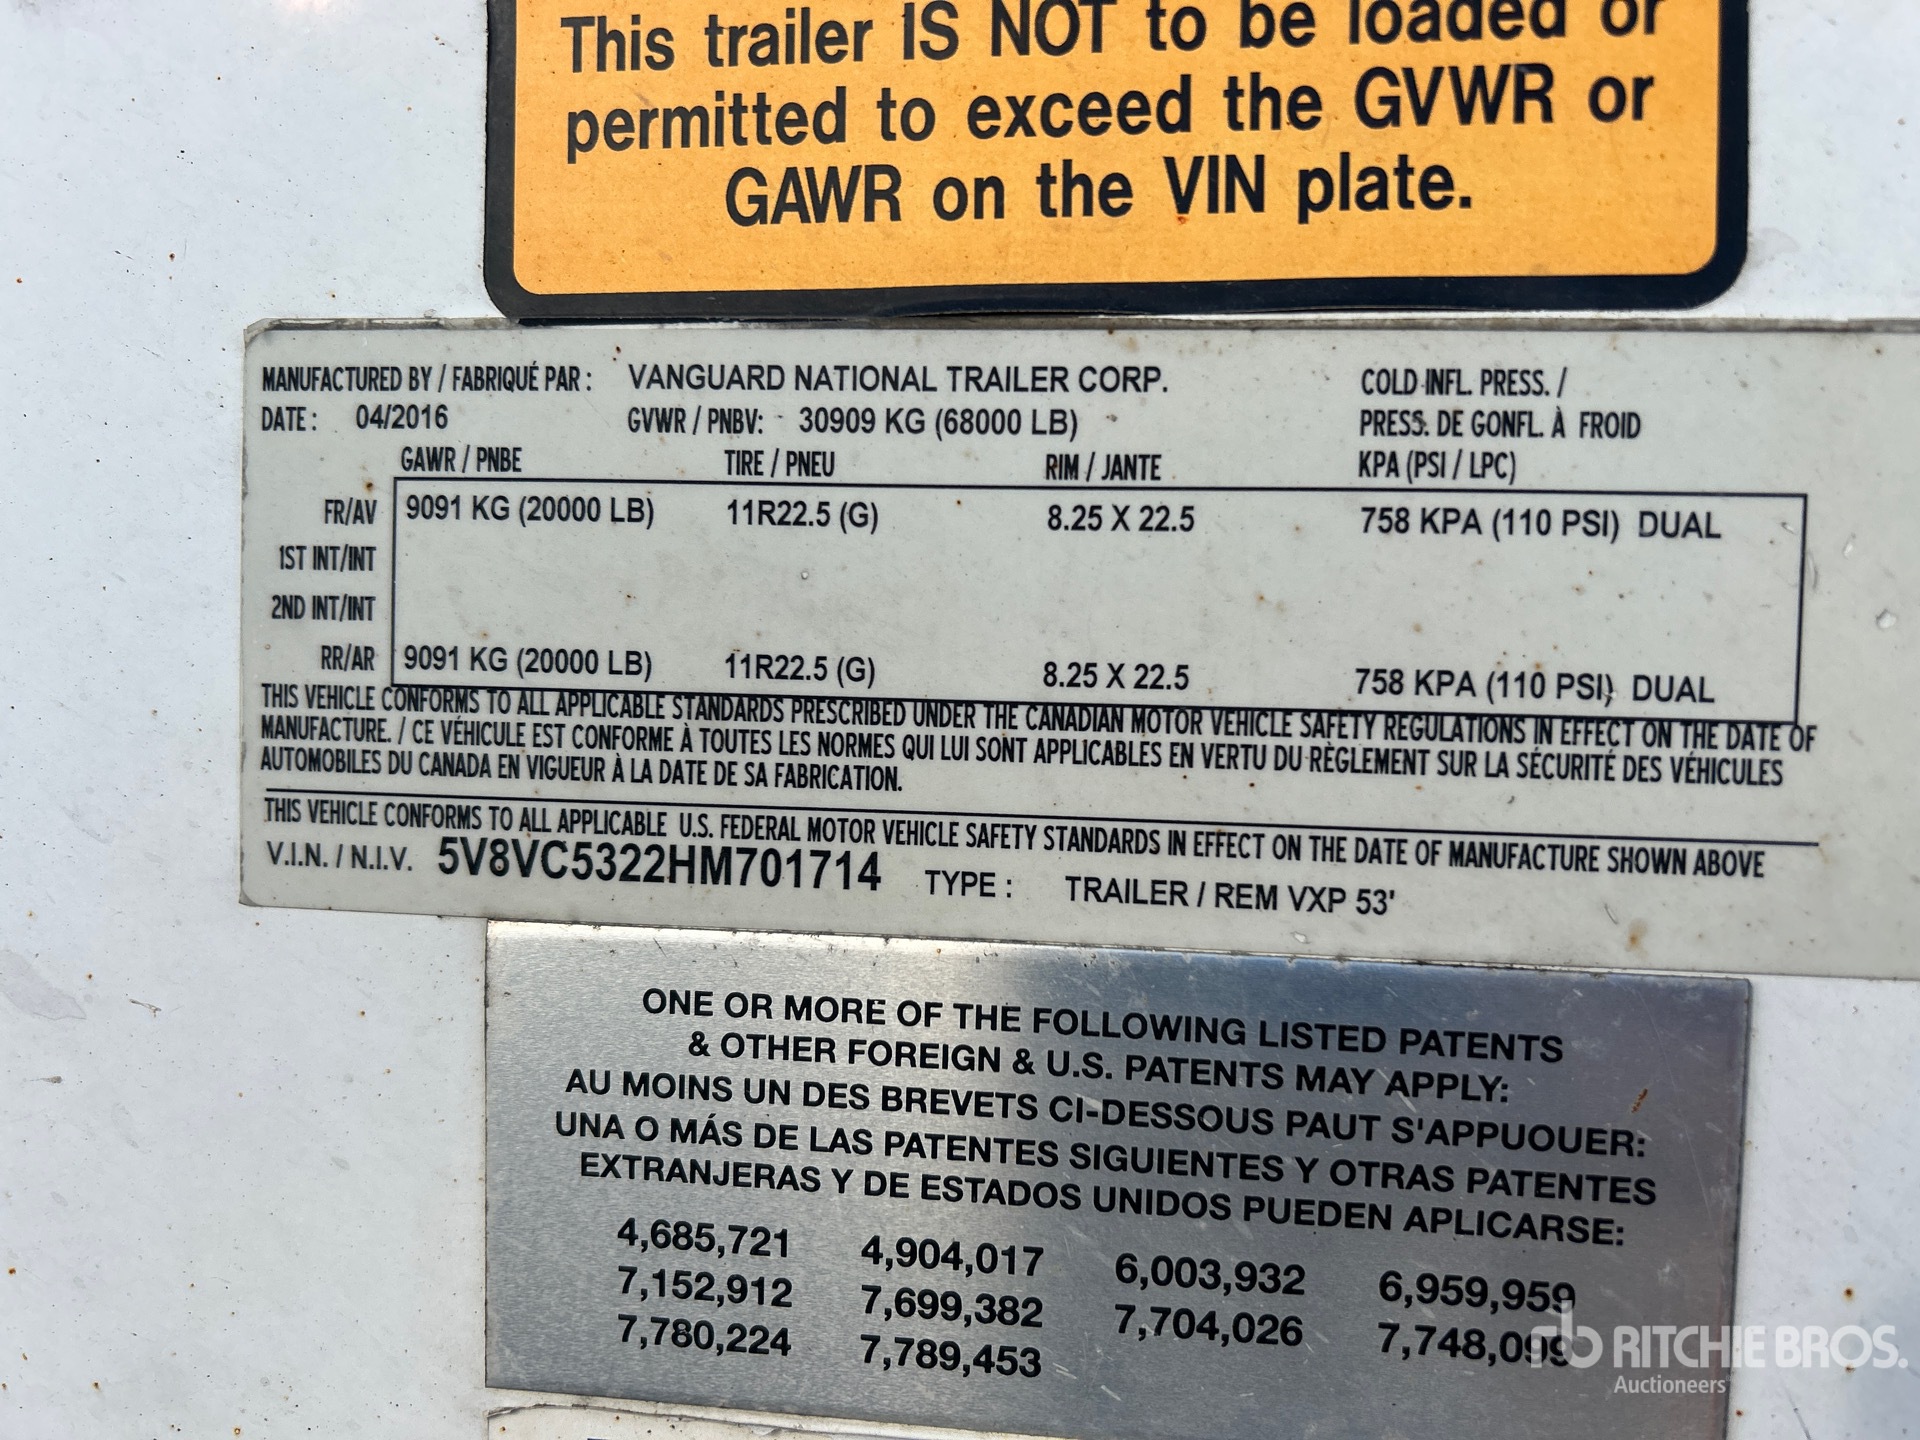 This trailer IS NOT to be loaded or
permitted to exceed the GVWR or
GAWR on the VIN plate.
MANUFACTURED BY / FABRIQUÉ PAR : VANGUARD NATIONAL TRAILER CORP. COLD INFL. PRESS. /
DATE : 04/2016 GVWR / PNBV: 30909 KG (68000 LB) PRESS. DE GONFL. À FROID
GAWR / PNBE TIRE / PNEU RIM / JANTE KPA (PSI / LPC)
FR/AV 9091 KG (20000 LB) 11R22.5 (G) 8.25 X 22.5 758 KPA (110 PSI) DUAL
1ST INT/INT
2ND INT/INT
RR/AR 9091 KG (20000 LB) 11R22.5 (G) 8.25 X 22.5 758 KPA (110 PSI) DUAL
THIS VEHICLE CONFORMS TO ALL APPLICABLE STANDARDS PRESCRIBED UNDER THE CANADIAN MOTOR VEHICLE SAFETY REGULATIONS IN EFFECT ON THE DATE OF
MANUFACTURE. / CE VÉHICULE EST CONFORME À TOUTES LES NORMES QUI LUI SONT APPLICABLES EN VERTU DU RÈGLEMENT SUR LA SÉCURITÉ DES VÉHICULES
AUTOMOBILES DU CANADA EN VIGUEUR À LA DATE DE SA FABRICATION.
THIS VEHICLE CONFORMS TO ALL APPLICABLE U.S. FEDERAL MOTOR VEHICLE SAFETY STANDARDS IN EFFECT ON THE DATE OF MANUFACTURE SHOWN ABOVE
V.I.N. / N.I.V. 5V8VC5322HM701714 TYPE : TRAILER / REM VXP 53'
ONE OR MORE OF THE FOLLOWING LISTED PATENTS
& OTHER FOREIGN & U.S. PATENTS MAY APPLY:
AU MOINS UN DES BREVETS CI-DESSOUS PAUT S'APPUOUER:
UNA O MÁS DE LAS PATENTES SIGUIENTES Y OTRAS PATENTES
EXTRANJERAS Y DE ESTADOS UNIDOS PUEDEN APLICARSE:
4,685,721 4,904,017 6,003,932 6,959,959
7,152,912 7,699,382 7,704,026 7,748,099
7,780,224 7,789,453
rb RITCHIE BROS.
Auctioneers